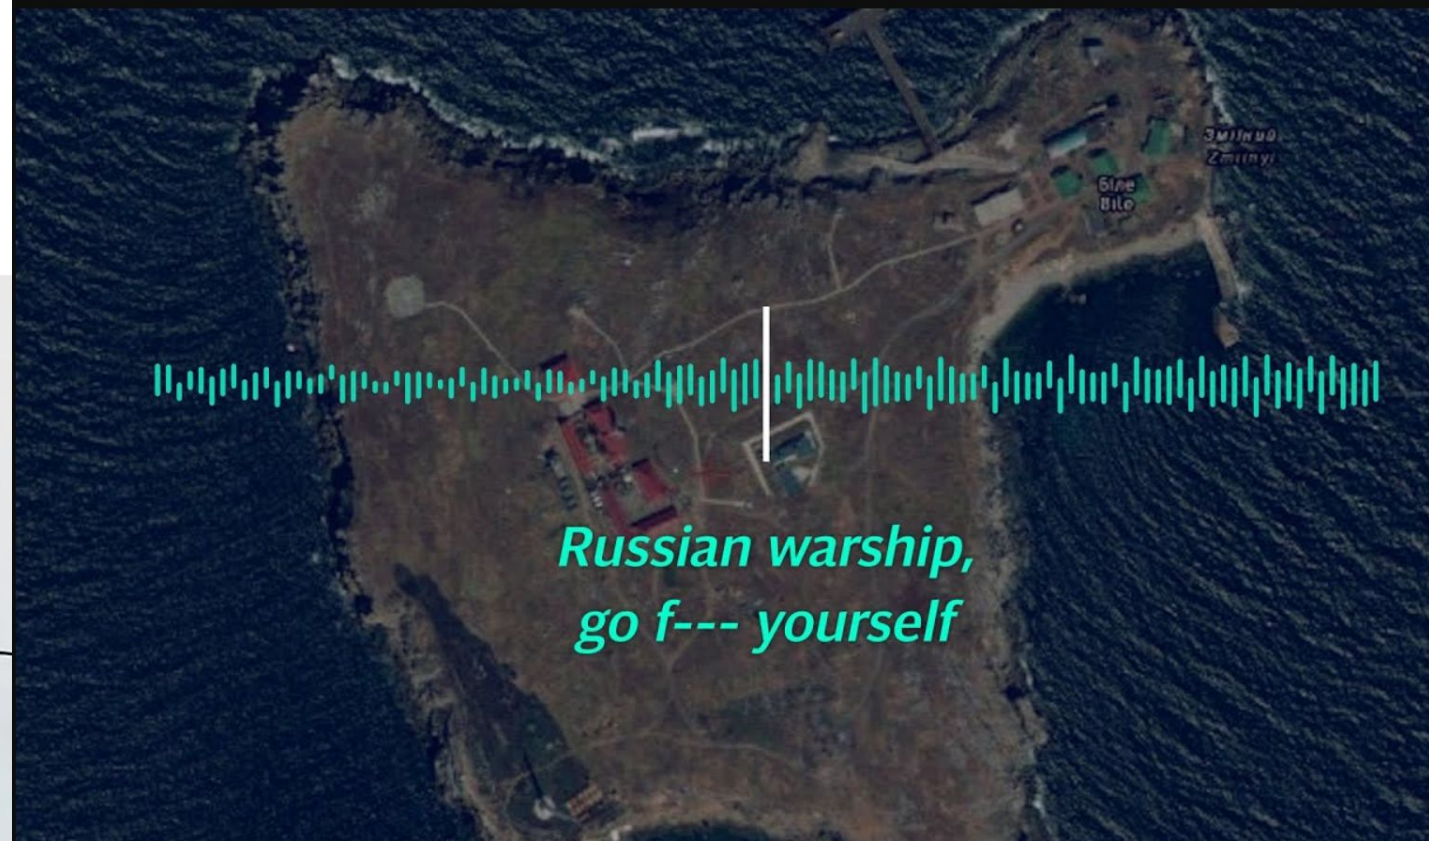 Зміїний
Zmiinyi
Біле
Bile
Russian warship,
go f--- yourself